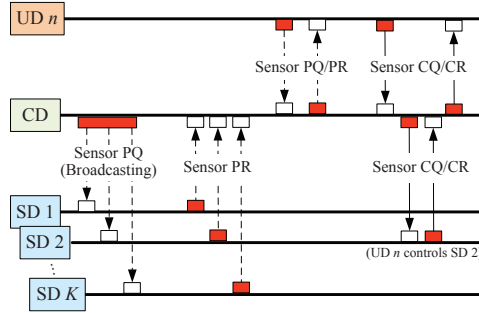 UD n
Sensor PQ/PR
Sensor CQ/CR
CD
Sensor PQ
(Broadcasting)
Sensor PR
Sensor CQ/CR
SD 1
SD 2
(UD n controls SD 2)
SD K